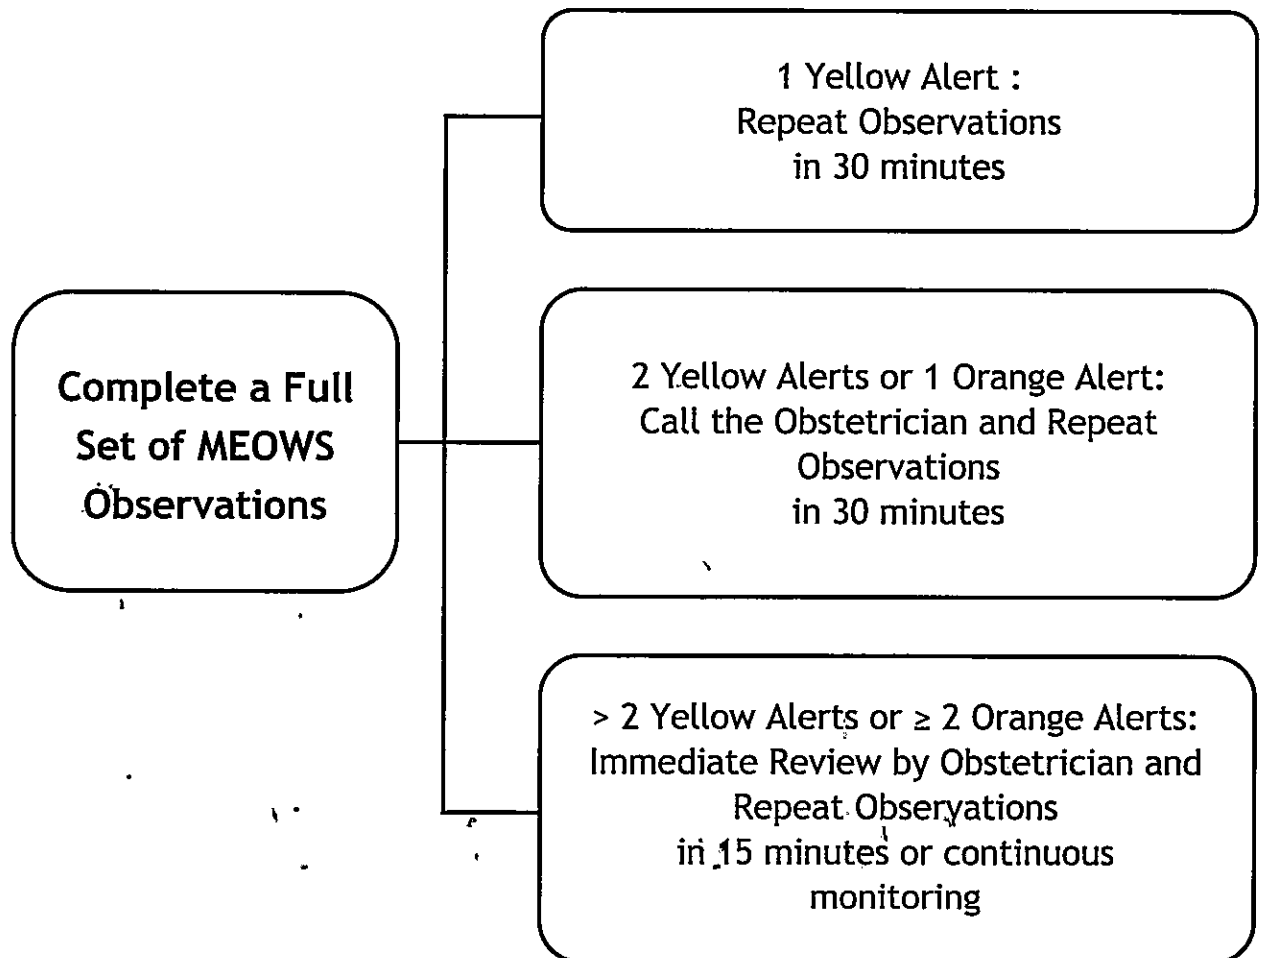 Complete a Full
Set of MEOWS
Observations
1 Yellow Alert :
Repeat Observations
in 30 minutes
2 Yellow Alerts or 1 Orange Alert:
Call the Obstetrician and Repeat
Observations
in 30 minutes
> 2 Yellow Alerts or ≥ 2 Orange Alerts:
Immediate Review by Obstetrician and
Repeat Observations
in 15 minutes or continuous
monitoring